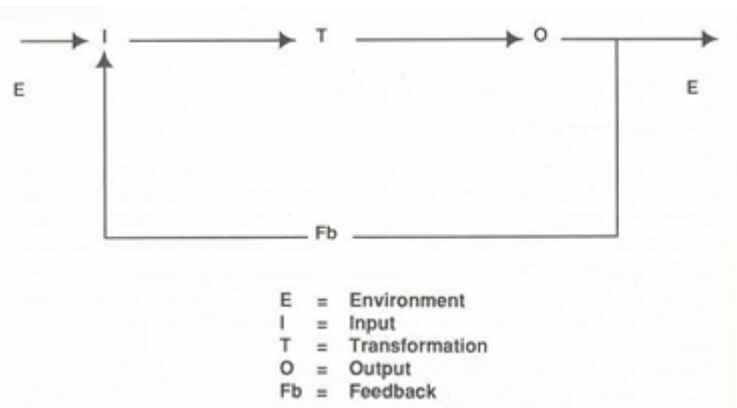 I T O
E E
Fb
E = Environment
I = Input
T = Transformation
O = Output
Fb = Feedback